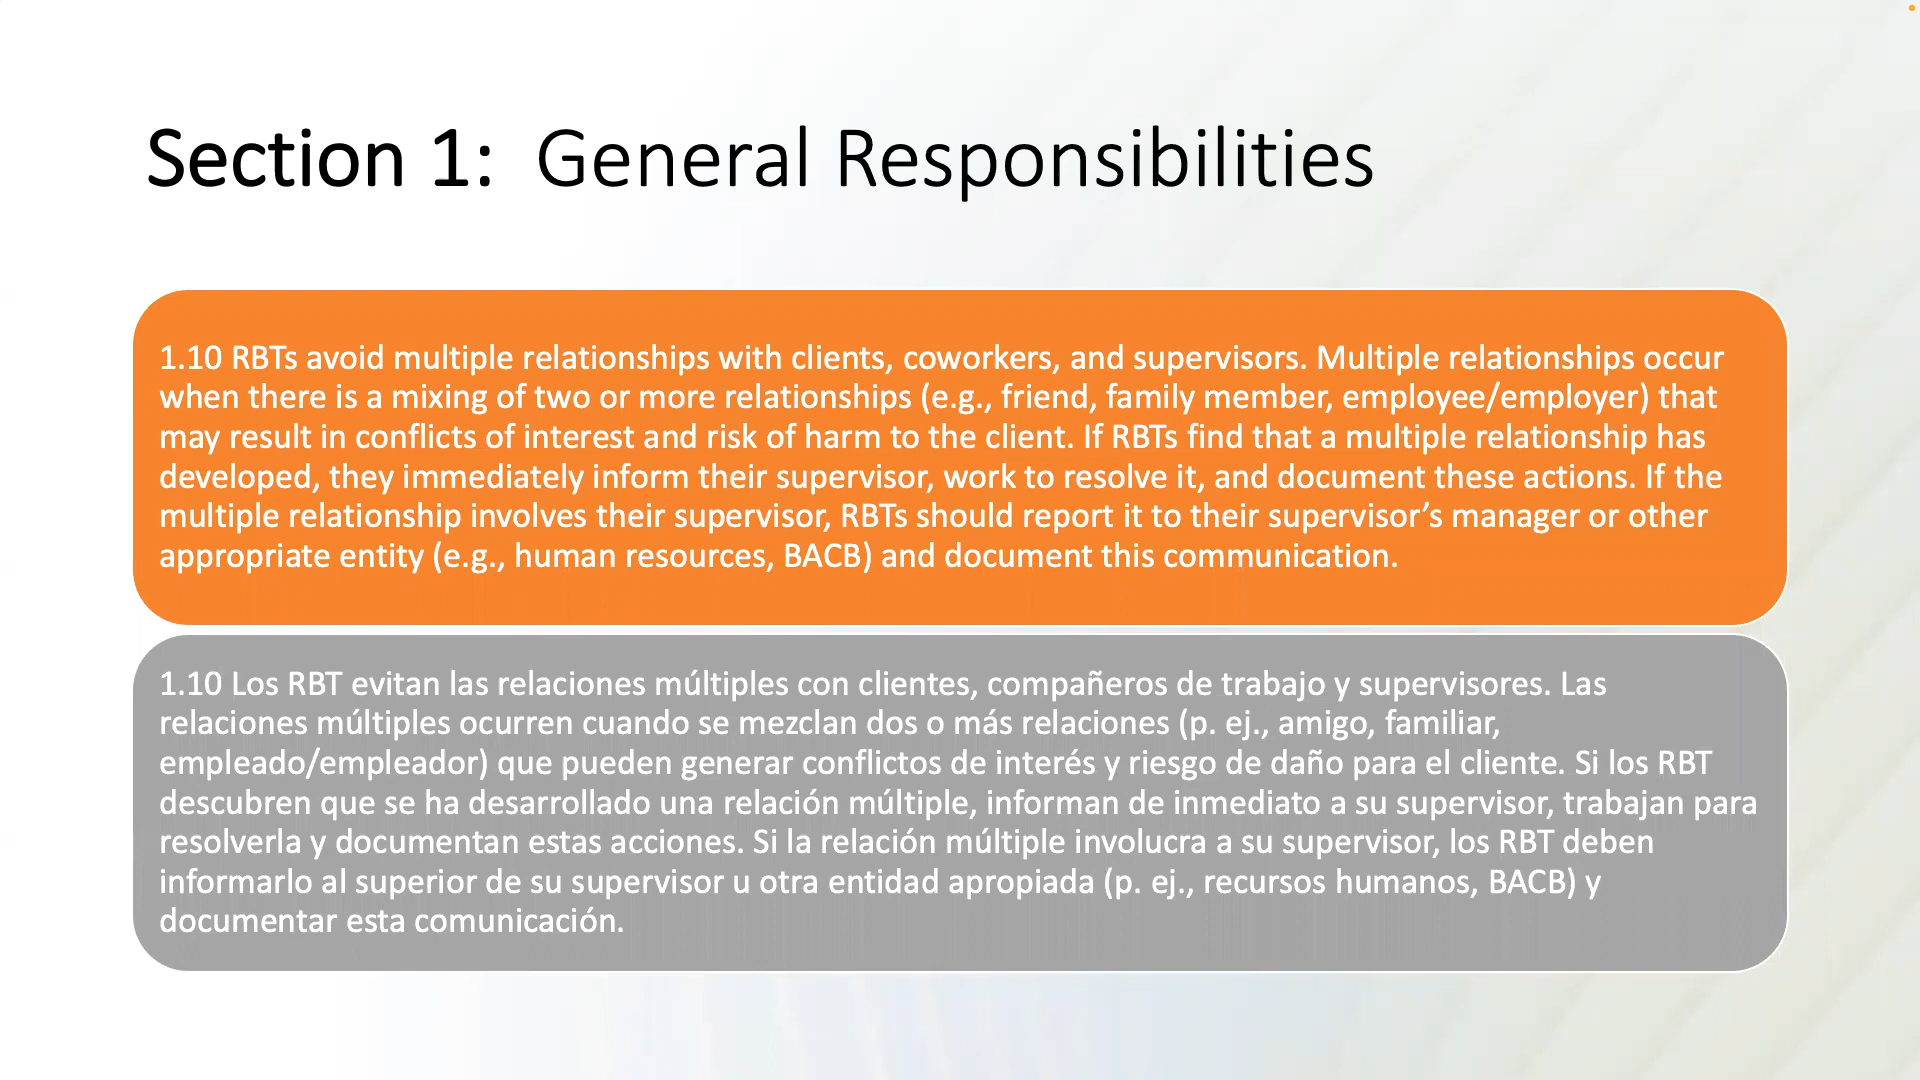 Section 1:  General Responsibilities
1.10 RBTs avoid multiple relationships with clients, coworkers, and supervisors. Multiple relationships occur
when there is a mixing of two or more relationships (e.g., friend, family member, employee/employer) that
may result in conflicts of interest and risk of harm to the client. If RBTs find that a multiple relationship has
developed, they immediately inform their supervisor, work to resolve it, and document these actions. If the
multiple relationship involves their supervisor, RBTs should report it to their supervisor’s manager or other
appropriate entity (e.g., human resources, BACB) and document this communication.
1.10 Los RBT evitan las relaciones múltiples con clientes, compañeros de trabajo y supervisores. Las
relaciones múltiples ocurren cuando se mezclan dos o más relaciones (p. ej., amigo, familiar,
empleado/empleador) que pueden generar conflictos de interés y riesgo de daño para el cliente. Si los RBT
descubren que se ha desarrollado una relación múltiple, informan de inmediato a su supervisor, trabajan para
resolverla y documentan estas acciones. Si la relación múltiple involucra a su supervisor, los RBT deben
informarlo al superior de su supervisor u otra entidad apropiada (p. ej., recursos humanos, BACB) y
documentar esta comunicación.